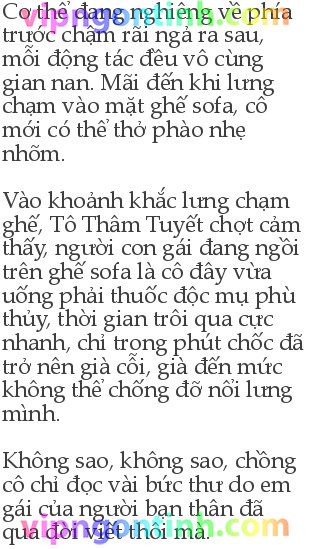 Cơ thể đang nghiêng về phía
trước chậm rãi ngả ra sau,
mỗi động tác đều vô cùng
gian nan. Mãi đến khi lưng
chạm vào mặt ghế sofa, cô
mới có thể thở phào nhẹ
nhõm.
Vào khoảnh khắc lưng chạm
ghế, Tô Thâm Tuyết chợt cảm
thấy, người con gái đang ngồi
trên ghế sofa là cô đây vừa
uống phải thuốc độc mụ phù
thủy, thời gian trôi qua cực
nhanh, chỉ trong phút chốc đã
trở nên già cỗi, già đến mức
không thể chống đỡ nổi lưng
mình.
Không sao, không sao, chồng
cô chỉ đọc vài bức thư do em
gái của người bạn thân đã
qua đời viết thôi mà.
vipngontinh.com
vipngontinh.com